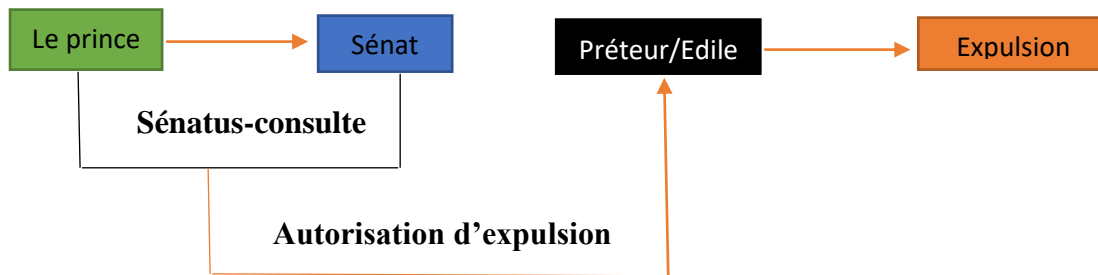 Le prince
Sénat
Préteur/Edile
Expulsion
Sénatus-consulte
Autorisation d’expulsion